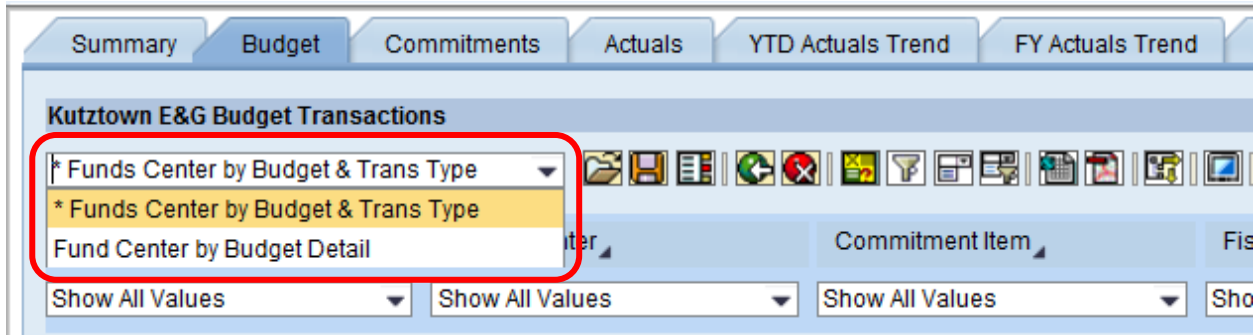 Summary Budget Commitments Actuals YTD Actuals Trend FY Actuals Trend
Kutztown E&G Budget Transactions
* Funds Center by Budget & Trans Type
* Funds Center by Budget & Trans Type
Fund Center by Budget Detail
Commitment Item
Show All Values Show All Values Show All Values